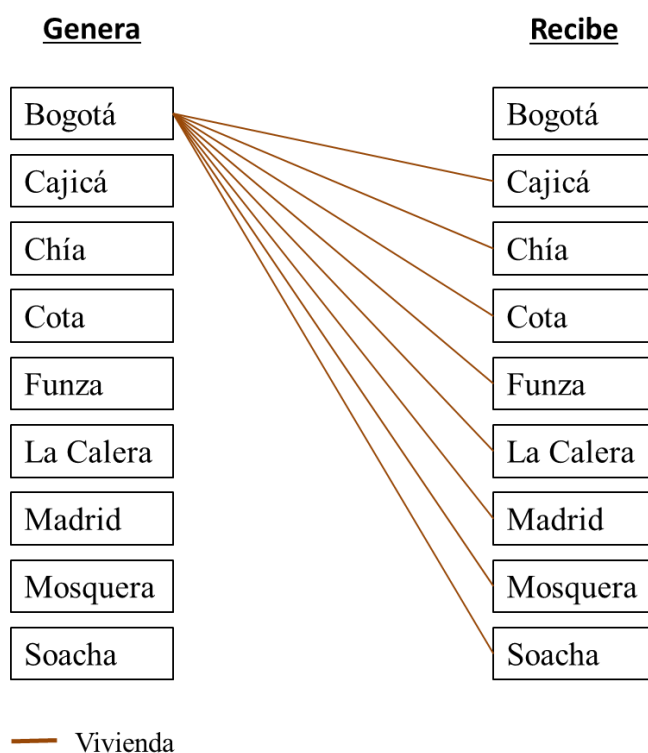 Genera
Recibe
Bogotá
Bogotá
Cajicá
Cajicá
Chía
Chía
Cota
Cota
Funza
Funza
La Calera
La Calera
Madrid
Madrid
Mosquera
Mosquera
Soacha
Soacha
Vivienda